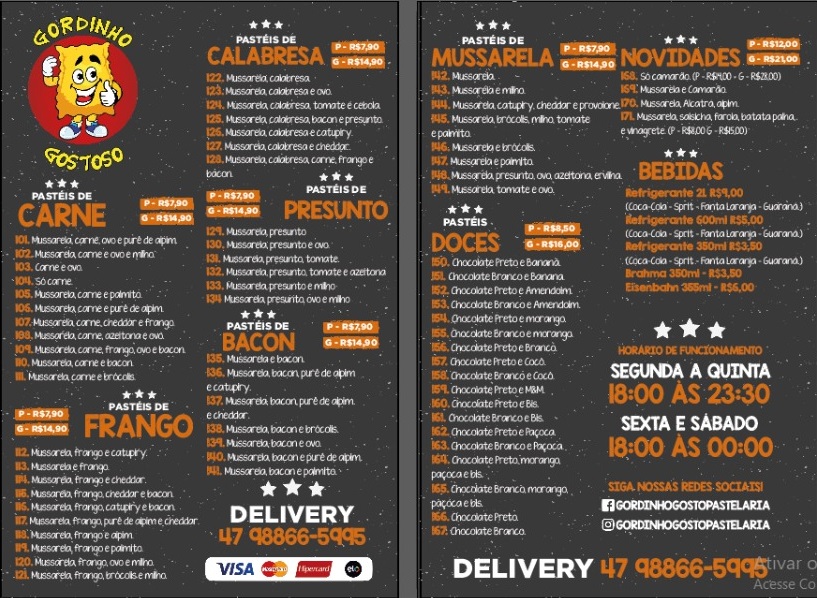 GORDINHO
GOSTOSO
PASTÉIS DE
CARNE
P - R$7,90
G - R$14,90
101. Mussarela, carne, ovo e purê de aipim.
102. Mussarela, carne e ovo e milho.
103. Carne e ovo.
104. Só carne.
105. Mussarela, carne e palmito.
106. Mussarela, carne e purê de aipim.
107. Mussarela, carne, cheddar e frango.
108. Mussarela, carne, azeitona e ovo.
109. Mussarela, carne, frango, ovo e bacon.
110. Mussarela, carne e bacon.
111. Mussarela, carne e brócolis.
PASTÉIS DE
FRANGO
P - R$7,90
G - R$14,90
112. Mussarela, frango e catupiry.
113. Mussarela e frango.
114. Mussarela, frango e cheddar.
115. Mussarela, frango, cheddar e bacon.
116. Mussarela, frango, catupiry e bacon.
117. Mussarela, frango, purê de aipim e cheddar.
118. Mussarela, frango e aipim.
119. Mussarela, frango e palmito.
120. Mussarela, frango, ovo e milho.
121. Mussarela, frango, brócolis e milho.
PASTÉIS DE
CALABRESA
P - R$7,90
G - R$14,90
122. Mussarela, calabresa.
123. Mussarela, calabresa e ovo.
124. Mussarela, calabresa, tomate e cebola.
125. Mussarela, calabresa, bacon e presunto.
126. Mussarela, calabresa e catupiry.
127. Mussarela, calabresa e cheddar.
128. Mussarela, calabresa, carne, frango e
bacon.
PASTÉIS DE
PRESUNTO
P - R$7,90
G - R$14,90
129. Mussarela, presunto
130. Mussarela, presunto e ovo.
131. Mussarela, presunto, tomate.
132. Mussarela, presunto, tomate e azeitona
133. Mussarela, presunto e milho
134 Mussarela, presunto, ovo e milho
PASTÉIS DE
BACON
P - R$7,90
G - R$14,90
135. Mussarela e bacon.
136. Mussarela, bacon, purê de aipim
e catupiry.
137. Mussarela, bacon, purê de aipim
e cheddar.
138. Mussarela, bacon e brócolis.
139. Mussarela, bacon e ovo.
140. Mussarela, bacon e purê de aipim.
141. Mussarela, bacon e palmito.
DELIVERY
47 98866-5995
VISA MasterCard Hipercard elo
PASTÉIS DE
MUSSARELA
P - R$7,90
G - R$14,90
142. Mussarela.
143. Mussarela e milho.
144. Mussarela, catupiry, cheddar e provolone.
145. Mussarela, brócolis, milho, tomate
e palmito.
146. Mussarela e brócolis.
147. Mussarela e palmito.
148. Mussarela, presunto, ovo, azeitona, ervilha.
149. Mussarela, tomate e ovo.
PASTÉIS
DOCES
P - R$8,50
G - R$16,00
150. Chocolate Preto e Banana.
151. Chocolate Branco e Banana.
152. Chocolate Preto e Amendoim.
153. Chocolate Branco e Amendoim.
154. Chocolate Preto e morango.
155. Chocolate Branco e morango.
156. Chocolate Preto e Branco.
157. Chocolate Preto e Cocô.
158. Chocolate Branco e Cocô.
159. Chocolate Preto e M&M.
160. Chocolate Preto e Bis.
161. Chocolate Branco e Bis.
162. Chocolate Preto e Paçoca.
163. Chocolate Branco e Paçoca.
164. Chocolate Preto, morango,
paçoca e bis.
165. Chocolate Branco, morango,
paçoca e bis.
166. Chocolate Preto.
167. Chocolate Branco.
NOVIDADES
P - R$12,00
G - R$21,00
168. Só camarão. (P - R$14,00 - G - R$28,00)
169. Mussarela e Camarão.
170. Mussarela, Alcatra, aipim.
171. Mussarela, salsicha, farofa, batata palha,
e vinagrete. (P - R$8,00 G - R$15,00)
BEBIDAS
Refrigerante 2L R$9,00
(Coca-Cola - Sprit - Fanta Laranja - Guaraná)
Refrigerante 600ml R$5,00
(Coca-Cola - Sprit - Fanta Laranja - Guaraná)
Refrigerante 350ml R$3,50
(Coca-Cola - Sprit - Fanta Laranja - Guaraná)
Brahma 350ml - R$3,50
Eisenbahn 355ml - R$6,00
HORÁRIO DE FUNCIONAMENTO
SEGUNDA A QUINTA
18:00 ÀS 23:30
SEXTA E SÁBADO
18:00 ÀS 00:00
SIGA NOSSAS REDES SOCIAIS!
GORDINHOGOSTOPASTELARIA
GORDINHOGOSTOPASTELARIA
DELIVERY 47 98866-5995
Ativar o
Acesse Co